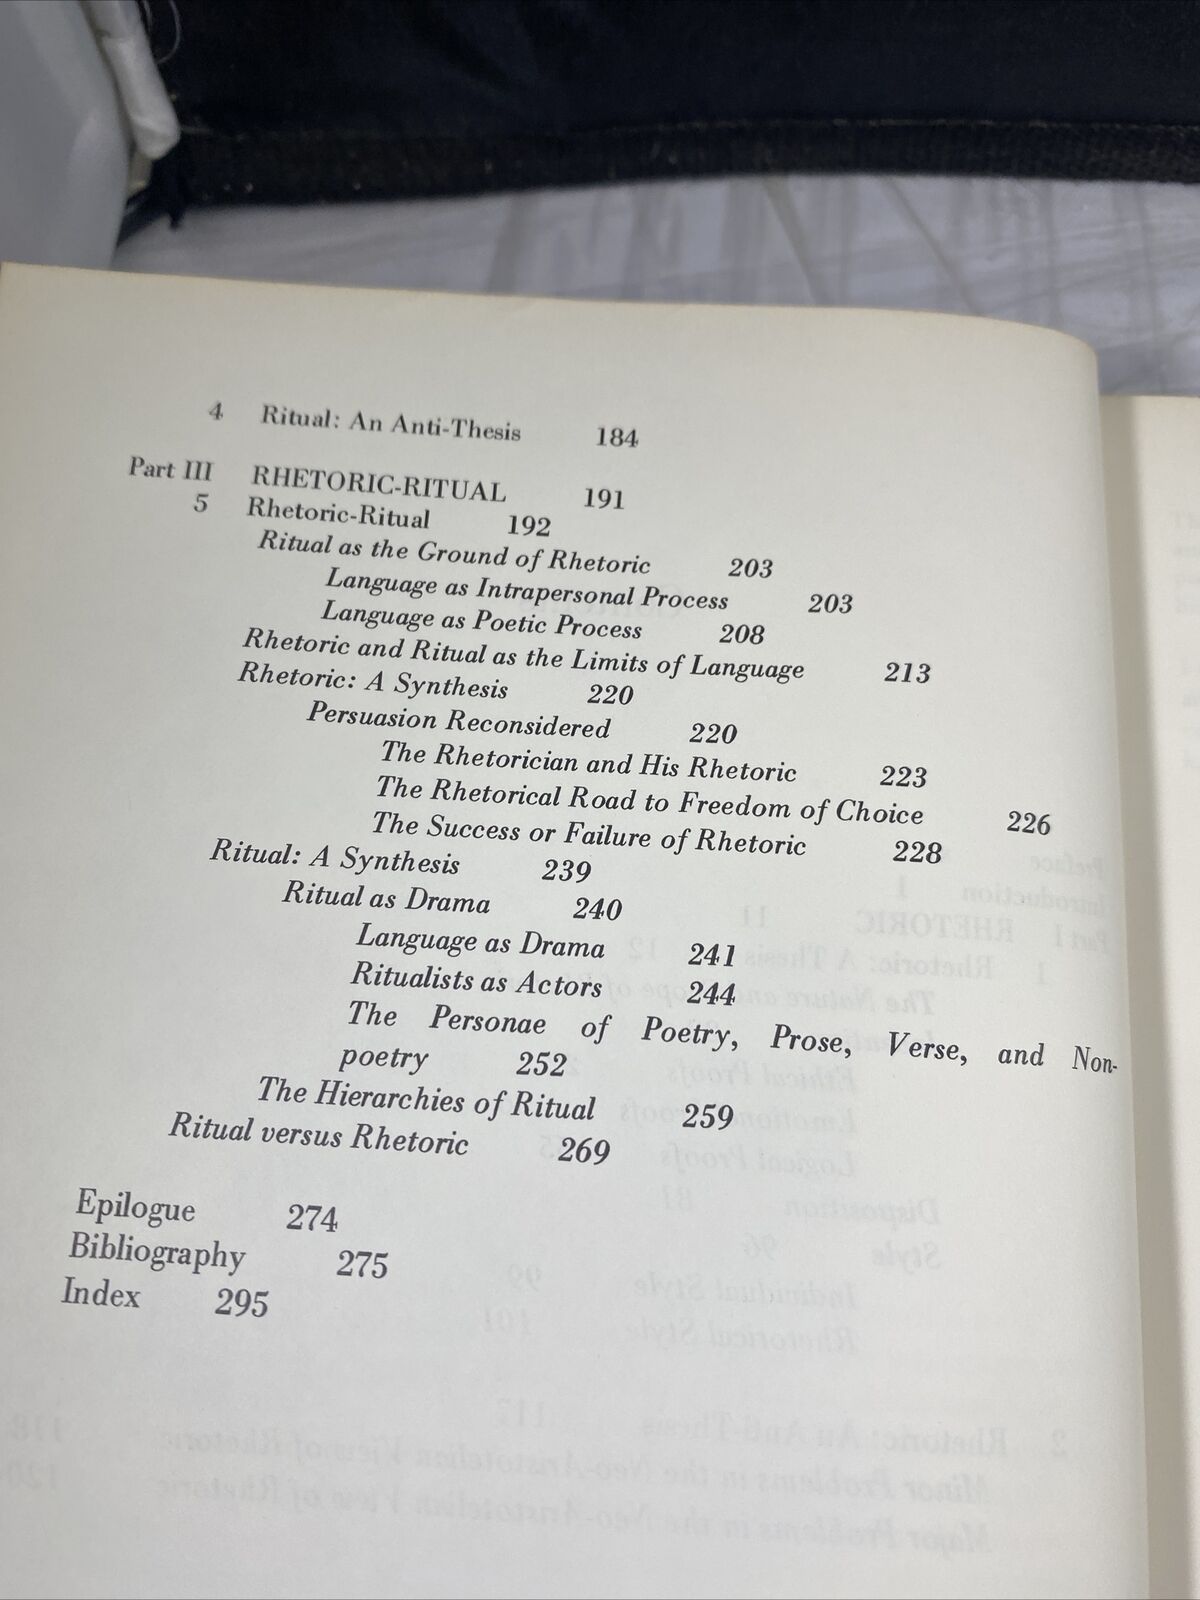 4 Ritual: An Anti-Thesis 184
Part III RHETORIC-RITUAL 191
5 Rhetoric-Ritual 192
Ritual as the Ground of Rhetoric 203
Language as Intrapersonal Process 203
Language as Poetic Process 208
Rhetoric and Ritual as the Limits of Language 213
Rhetoric: A Synthesis 220
Persuasion Reconsidered 220
The Rhetorician and His Rhetoric 223
The Rhetorical Road to Freedom of Choice 226
The Success or Failure of Rhetoric 228
Ritual: A Synthesis 239
Ritual as Drama 240
Language as Drama 241
Ritualists as Actors 244
The Personae of Poetry, Prose, Verse, and Non-
poetry 252
The Hierarchies of Ritual 259
Ritual versus Rhetoric 269
Epilogue 274
Bibliography 275
Index 295